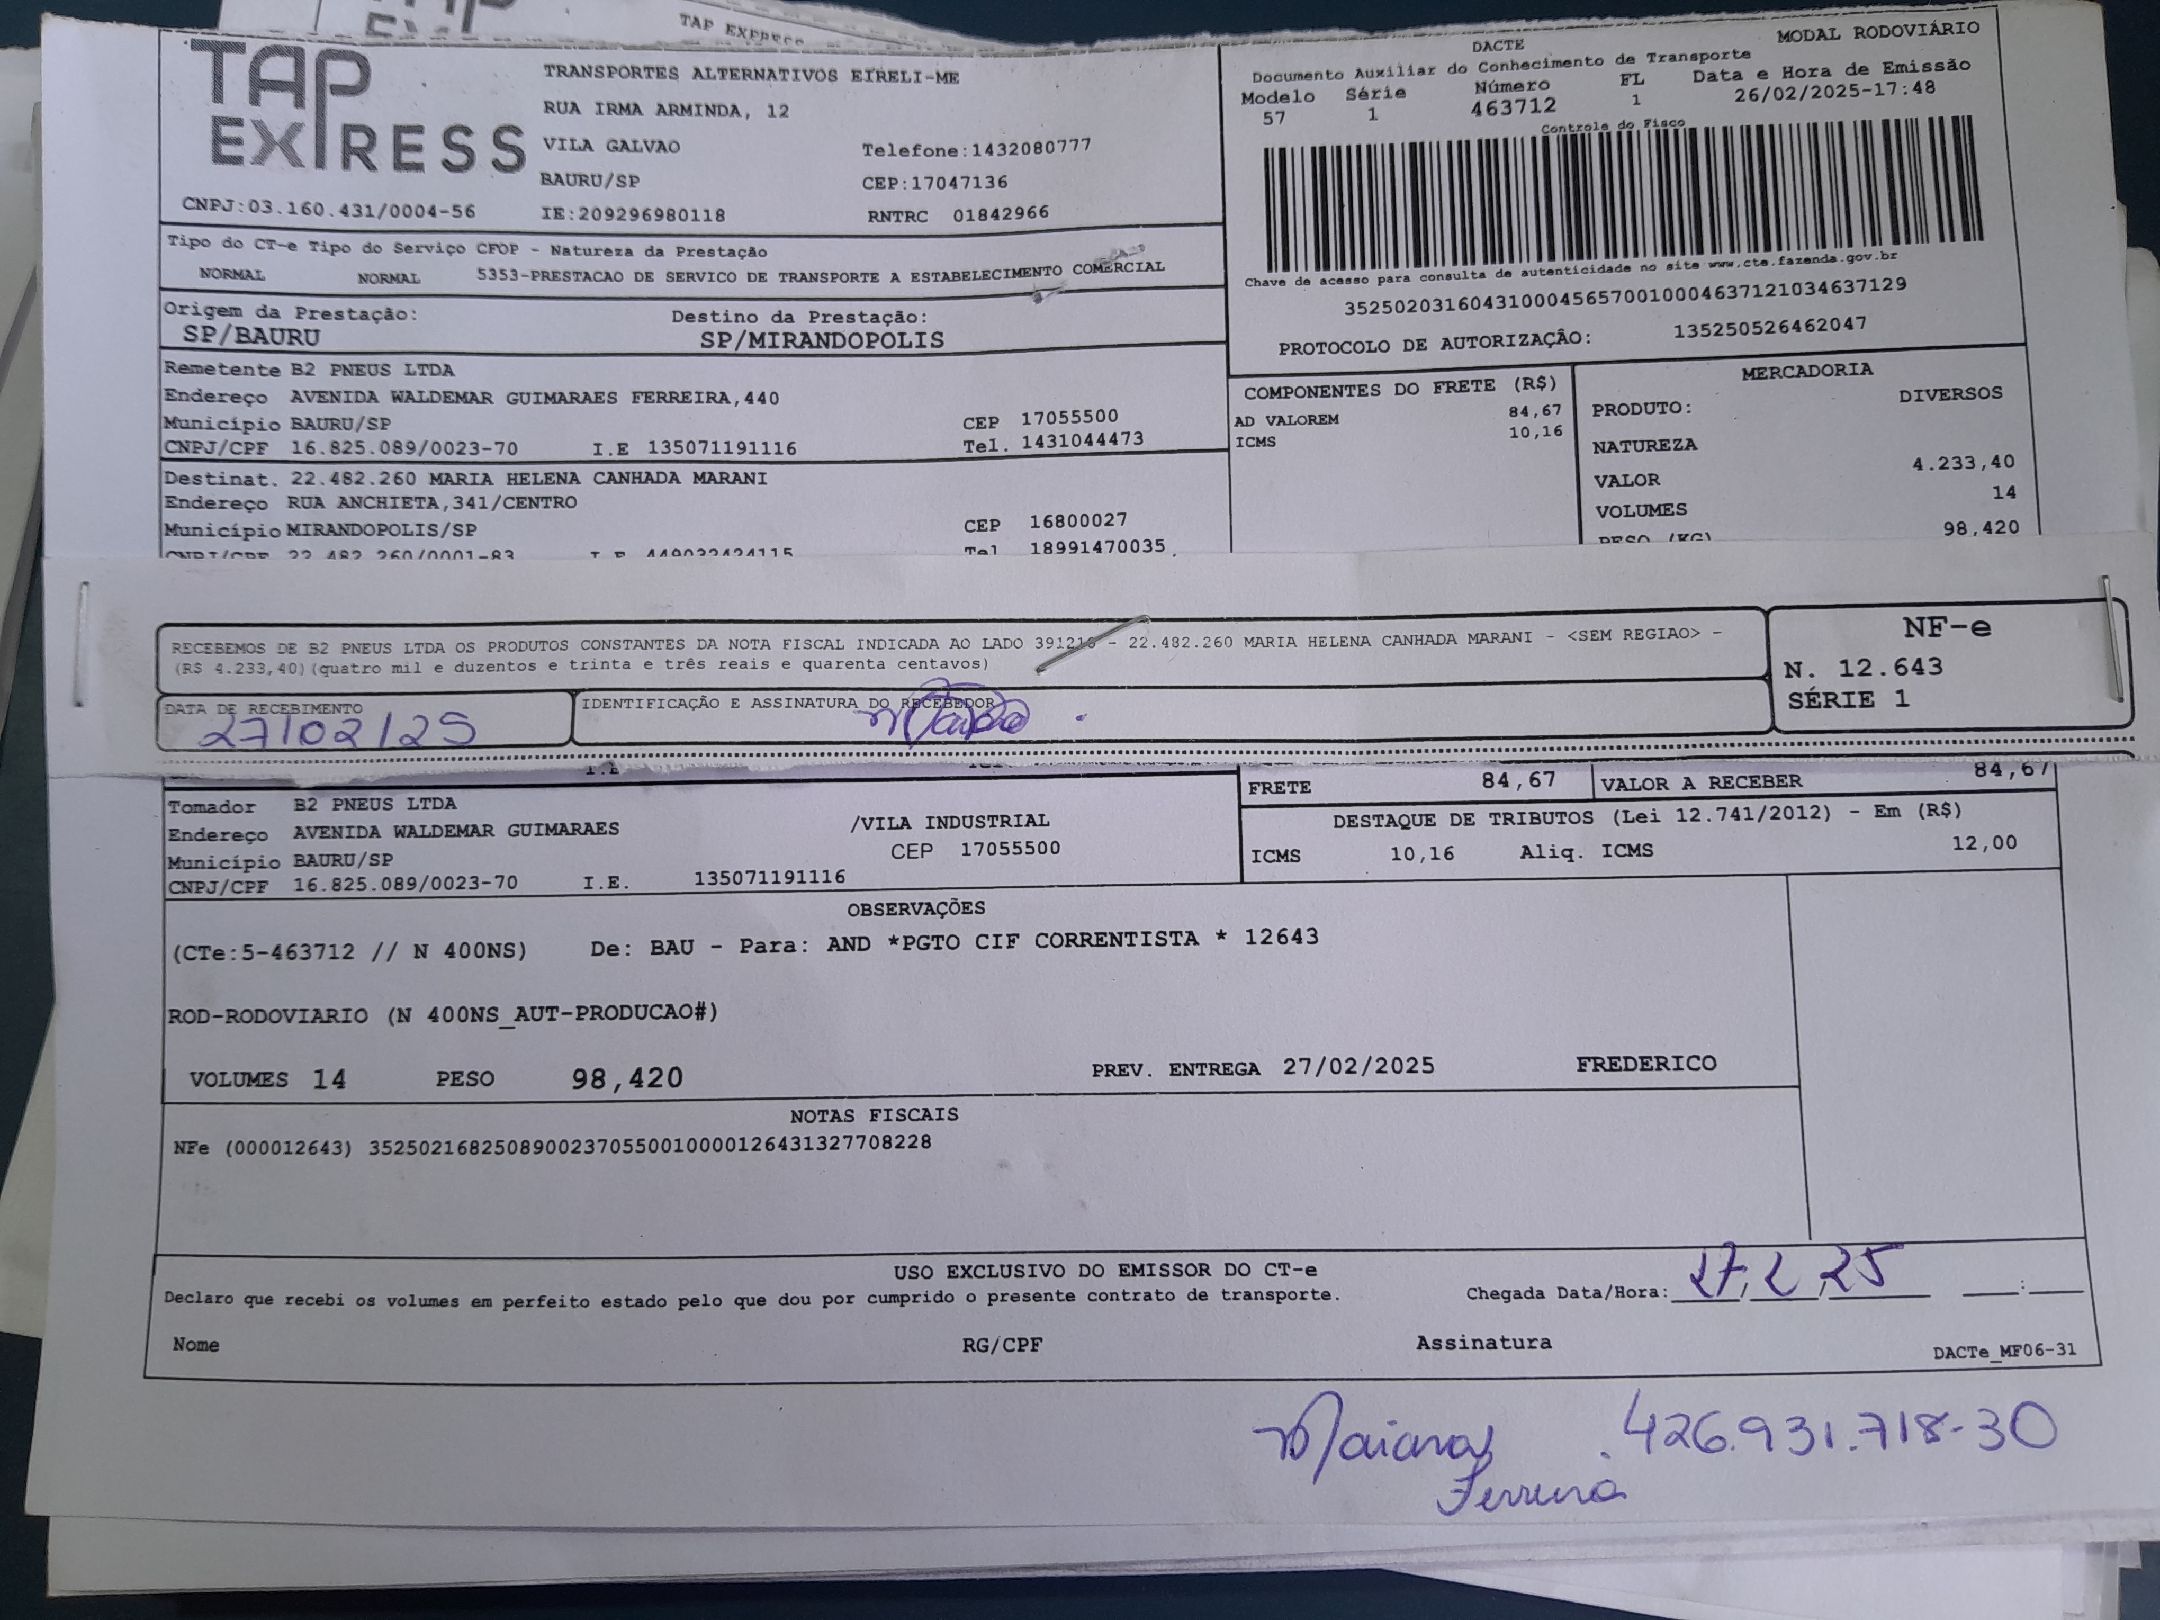 TAP EXPRESS
TAP EXPRESS
TRANSPORTES ALTERNATIVOS EIRELI-ME
RUA IRMA ARMINDA, 12
VILA GALVAO Telefone:1432080777
BAURU/SP CEP:17047136
CNPJ:03.160.431/0004-56 IE:209296980118 RNTRC 01842966
DACTE MODAL RODOVIÁRIO
Documento Auxiliar do Conhecimento de Transporte
Modelo Série Número FL Data e Hora de Emissão
57 1 463712 1 26/02/2025-17:48
Controle do Fisco
Chave de acesso para consulta de autenticidade no site www.cte.fazenda.gov.br
35250203160431000456570010004637121034637129
PROTOCOLO DE AUTORIZAÇÂO: 135250526462047
Tipo do CT-e Tipo do Serviço CFOP - Natureza da Prestação
NORMAL NORMAL 5353-PRESTACAO DE SERVICO DE TRANSPORTE A ESTABELECIMENTO COMERCIAL
Origem da Prestação: Destino da Prestação:
SP/BAURU SP/MIRANDOPOLIS
Remetente B2 PNEUS LTDA
Endereço AVENIDA WALDEMAR GUIMARAES FERREIRA,440
Município BAURU/SP CEP 17055500
CNPJ/CPF 16.825.089/0023-70 I.E 135071191116 Tel. 1431044473
Destinat. 22.482.260 MARIA HELENA CANHADA MARANI
Endereço RUA ANCHIETA,341/CENTRO
Município MIRANDOPOLIS/SP CEP 16800027
CNPJ/CPF 22.482.260/0001-83 I.E 449032424115 Tel 18991470035
COMPONENTES DO FRETE (R$)
AD VALOREM 84,67
ICMS 10,16
MERCADORIA
PRODUTO: DIVERSOS
NATUREZA
VALOR 4.233,40
VOLUMES 14
PESO (KG) 98,420
RECEBEMOS DE B2 PNEUS LTDA OS PRODUTOS CONSTANTES DA NOTA FISCAL INDICADA AO LADO 391216 - 22.482.260 MARIA HELENA CANHADA MARANI - <SEM REGIAO> -
(R$ 4.233,40)(quatro mil e duzentos e trinta e três reais e quarenta centavos)
DATA DE RECEBIMENTO IDENTIFICAÇÃO E ASSINATURA DO RECEBEDOR
27/02/25
NF-e
N. 12.643
SÉRIE 1
I.E
FRETE 84,67 VALOR A RECEBER 84,67
Tomador B2 PNEUS LTDA
Endereço AVENIDA WALDEMAR GUIMARAES /VILA INDUSTRIAL
Município BAURU/SP CEP 17055500
CNPJ/CPF 16.825.089/0023-70 I.E. 135071191116
DESTAQUE DE TRIBUTOS (Lei 12.741/2012) - Em (R$)
ICMS 10,16 Aliq. ICMS 12,00
OBSERVAÇÕES
(CTe:5-463712 // N 400NS) De: BAU - Para: AND *PGTO CIF CORRENTISTA * 12643
ROD-RODOVIARIO (N 400NS_AUT-PRODUCAO#)
VOLUMES 14 PESO 98,420 PREV. ENTREGA 27/02/2025 FREDERICO
NOTAS FISCAIS
NFe (000012643) 35250216825089002370550010000126431327708228
USO EXCLUSIVO DO EMISSOR DO CT-e
Declaro que recebi os volumes em perfeito estado pelo que dou por cumprido o presente contrato de transporte. Chegada Data/Hora: 27/2/25 :
Nome RG/CPF Assinatura DACTe_MF06-31
Maiara 426.931.718-30
Ferreira